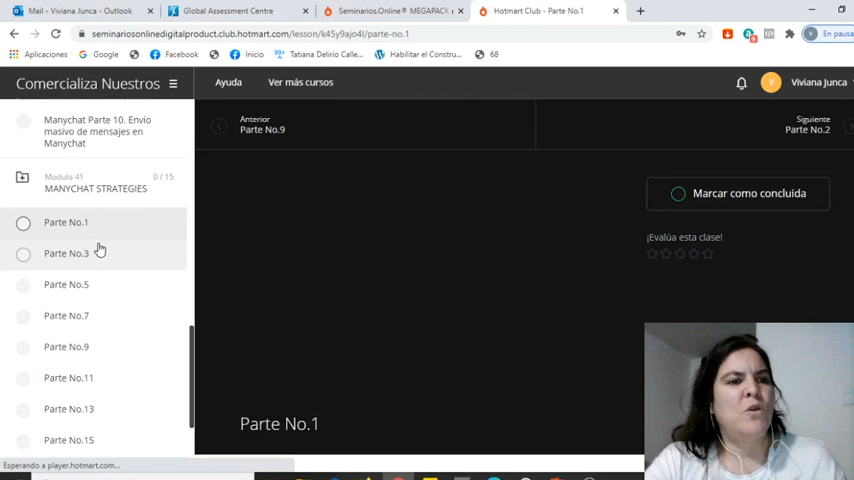 Mail - Viviana Junca - Outlook
Global Assessment Centre
Seminarios.Online® MEGAPACK
Hotmart Club - Parte No.1
seminariosonlinedigitalproduct.club.hotmart.com/lesson/k45y9ajo4l/parte-no.1
En pausa
Aplicaciones
Google
Facebook
Inicio
Tatiana Delirio Calle...
Habilitar el Constru...
68
Comercializa Nuestros
Ayuda
Ver más cursos
V
Viviana Junca
Manychat Parte 10. Envío
masivo de mensajes en
Manychat
Anterior
Parte No.9
Siguiente
Parte No.2
Modulo 41
0 / 15
MANYCHAT STRATEGIES
Marcar como concluida
¡Evalúa esta clase!
Parte No.1
Parte No.3
Parte No.5
Parte No.7
Parte No.9
Parte No.11
Parte No.13
Parte No.15
Parte No.1
Esperando a player.hotmart.com...